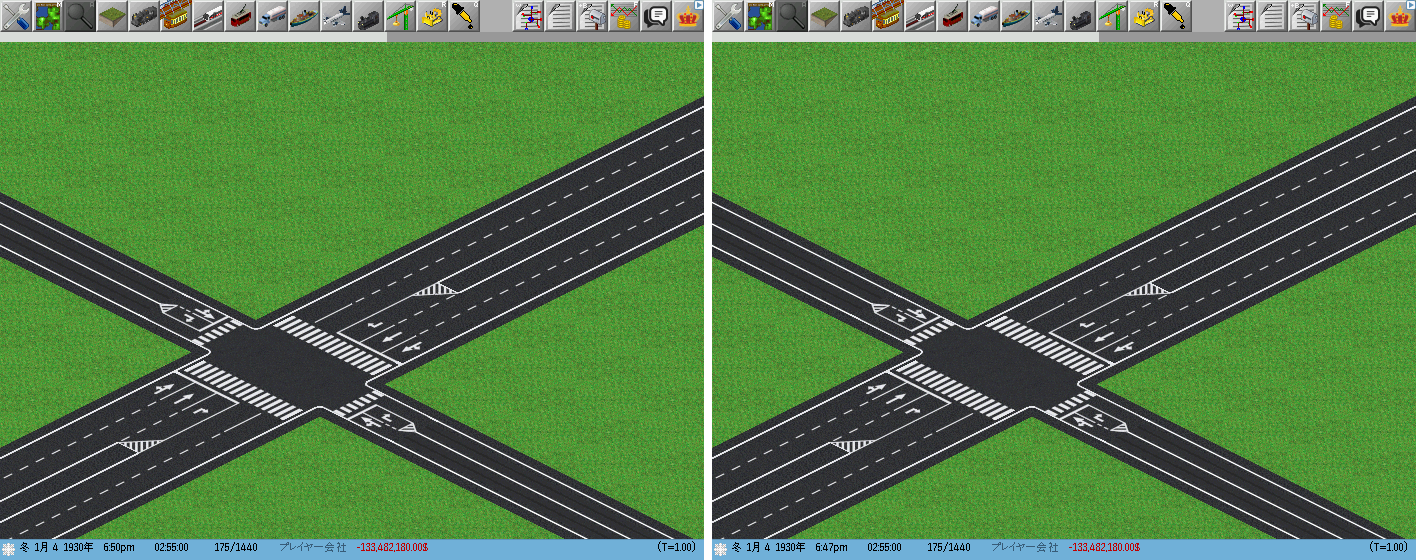 冬 1月 4 1930年 6:50pm 02:55:00 175/1440 プレイヤー会社 -133,482,180.00$ (T=1.00)
冬 1月 4 1930年 6:47pm 02:55:00 175/1440 プレイヤー会社 -133,482,180.00$ (T=1.00)